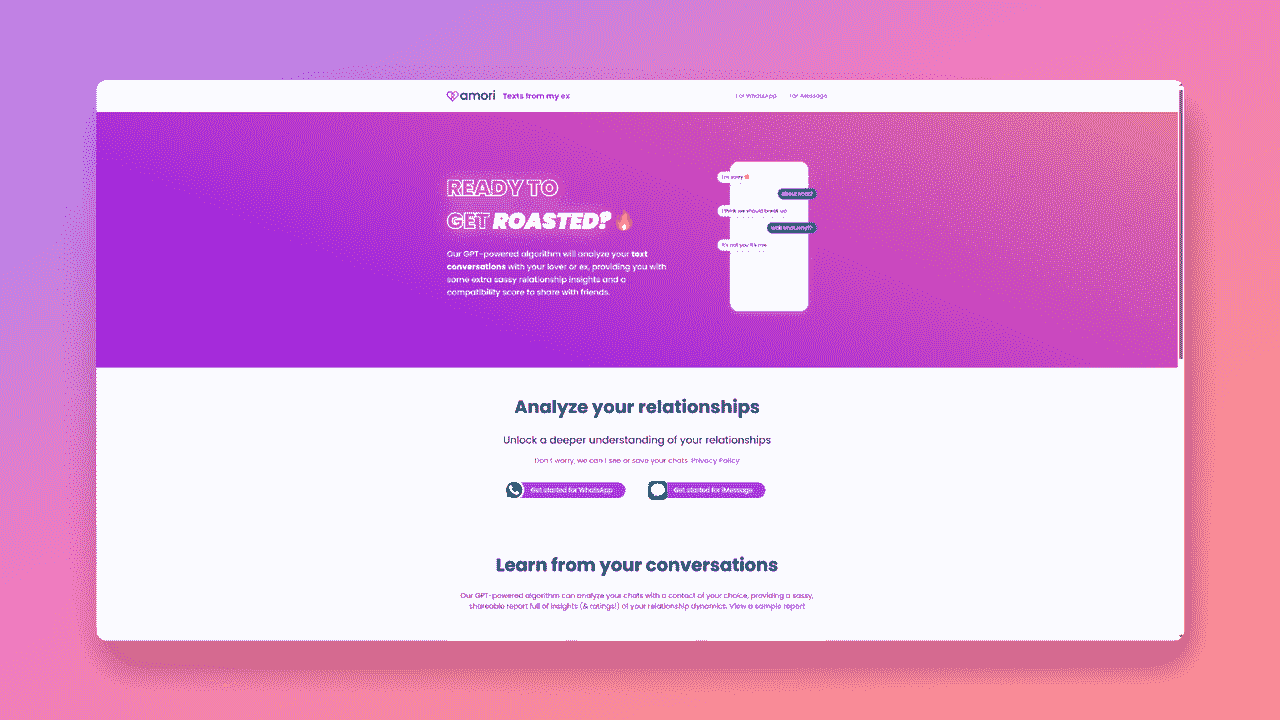 amori Texts from my ex
For WhatsApp For iMessage
READY TO
GET ROASTED? 🔥
Our GPT-powered algorithm will analyze your text
conversations with your lover or ex, providing you with
some extra sassy relationship insights and a
compatibility score to share with friends.
I'm sorry
about what?
I think we should break up
wait what, why!?
it's not you it's me
Analyze your relationships
Unlock a deeper understanding of your relationships
Don't worry, we can't see or save your chats. Privacy Policy
Get started for WhatsApp
Get started for iMessage
Learn from your conversations
Our GPT-powered algorithm can analyze your chats with a contact of your choice, providing a sassy,
shareable report full of insights (& ratings!) of your relationship dynamics. View a sample report